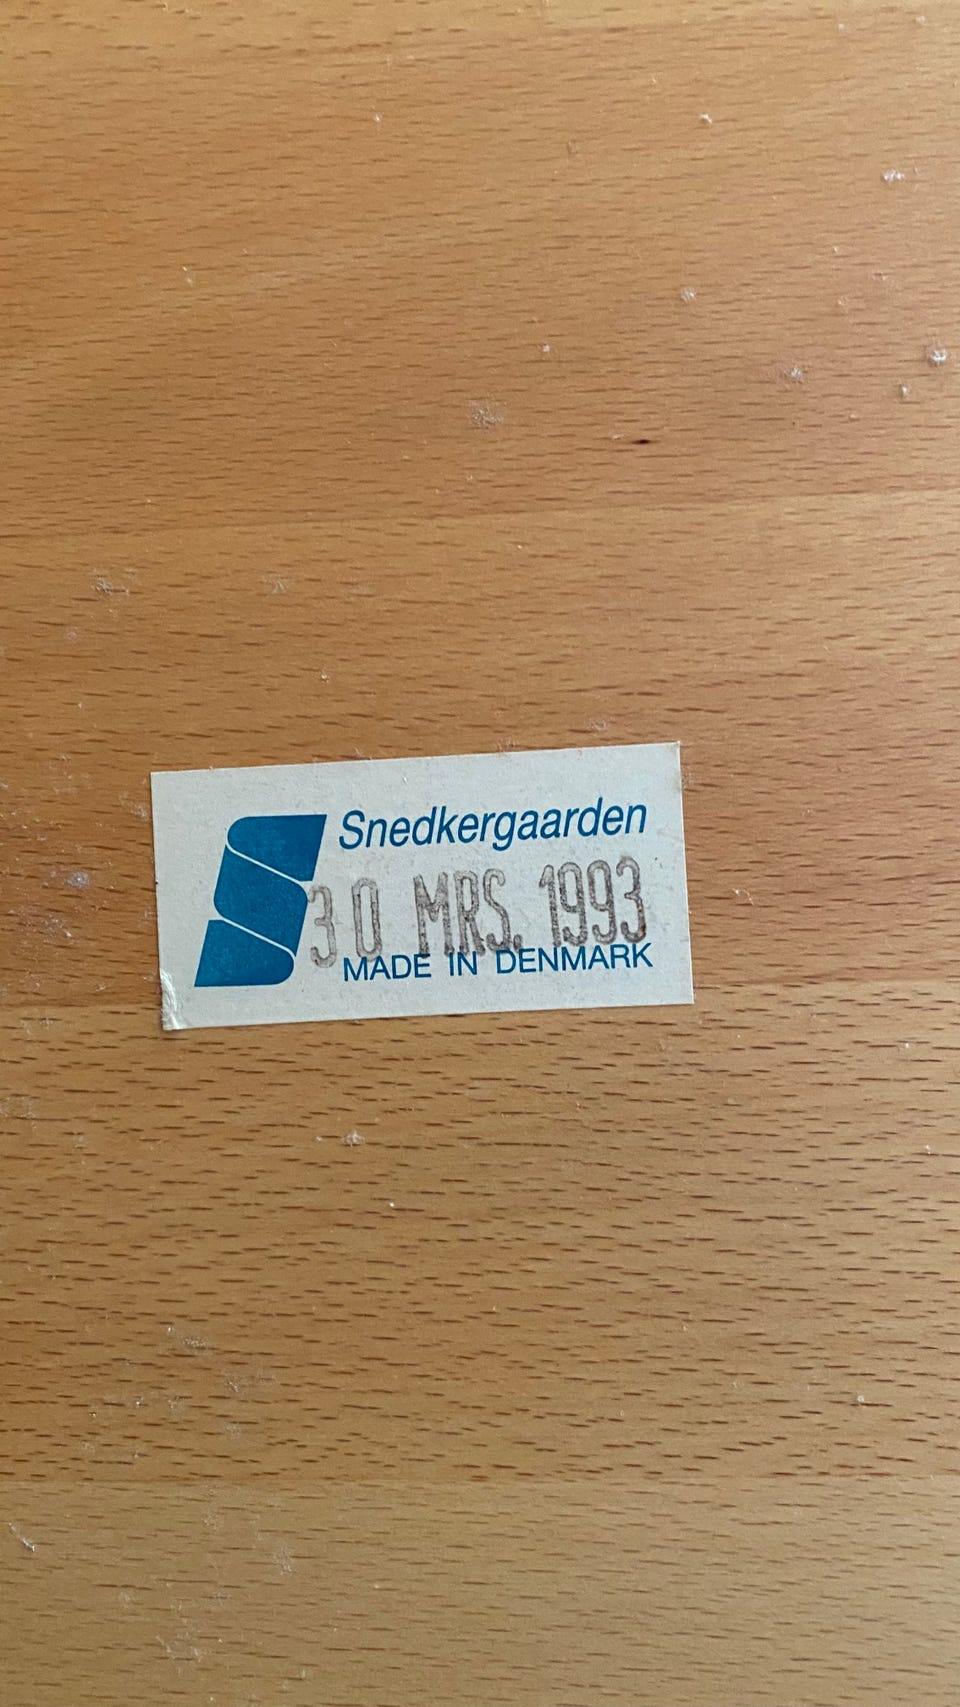 Snedkergaarden
30 MRS. 1993
MADE IN DENMARK